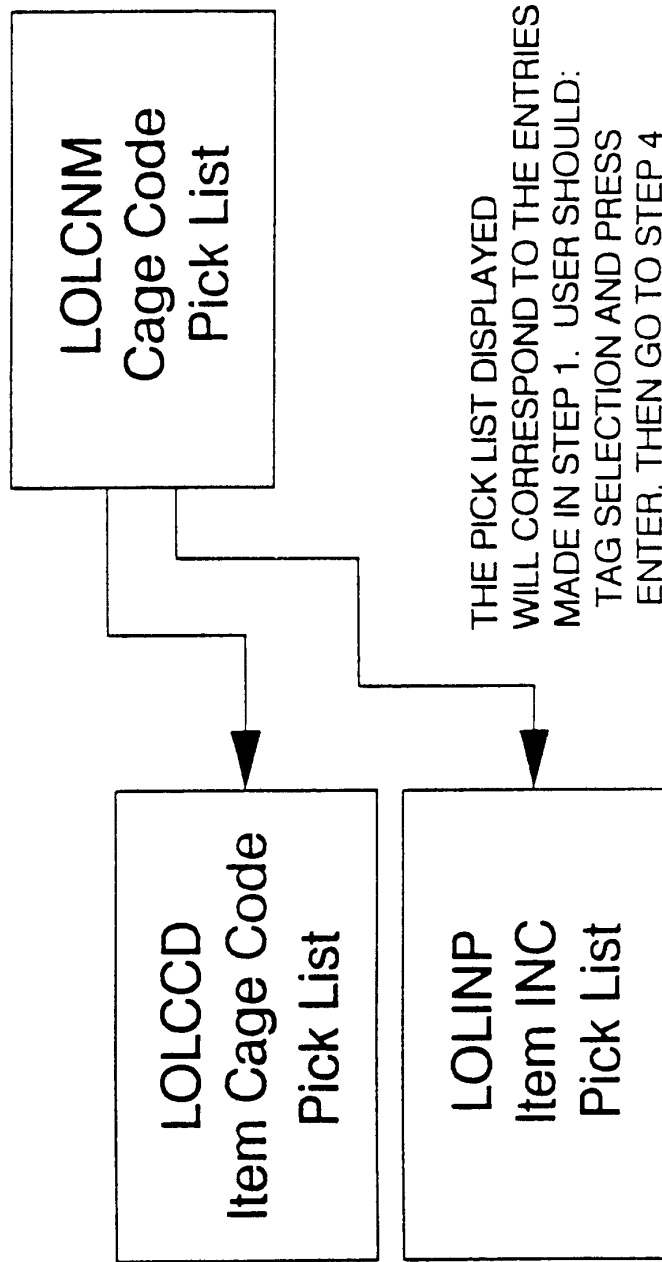 LOLCNM
Cage Code
Pick List
LOLCCD
Item Cage Code
Pick List
LOLINP
Item INC
Pick List
THE PICK LIST DISPLAYED
WILL CORRESPOND TO THE ENTRIES
MADE IN STEP 1. USER SHOULD:
TAG SELECTION AND PRESS
ENTER, THEN GO TO STEP 4